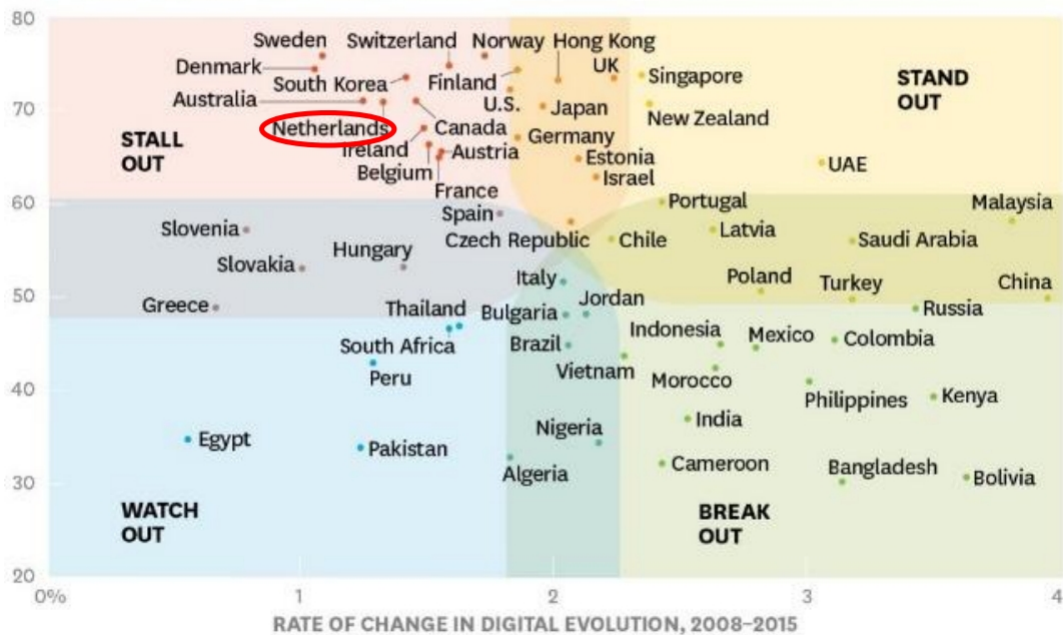 80
Sweden Switzerland Norway Hong Kong
Denmark UK Singapore STAND
South Korea Finland OUT
Australia U.S. Japan New Zealand
70
Netherlands Canada Germany
STALL Ireland Austria Estonia UAE
OUT Belgium Israel
France
60
Spain Portugal Malaysia
Slovenia Czech Republic Chile Latvia Saudi Arabia
Hungary
Slovakia Italy Poland Turkey China
50
Greece Thailand Bulgaria Jordan Russia
South Africa Brazil Indonesia Mexico Colombia
Peru Vietnam Morocco
40
Philippines Kenya
Egypt Pakistan Nigeria India
Algeria Cameroon Bangladesh Bolivia
30
WATCH BREAK
OUT OUT
20
0% 1 2 3 4
RATE OF CHANGE IN DIGITAL EVOLUTION, 2008–2015